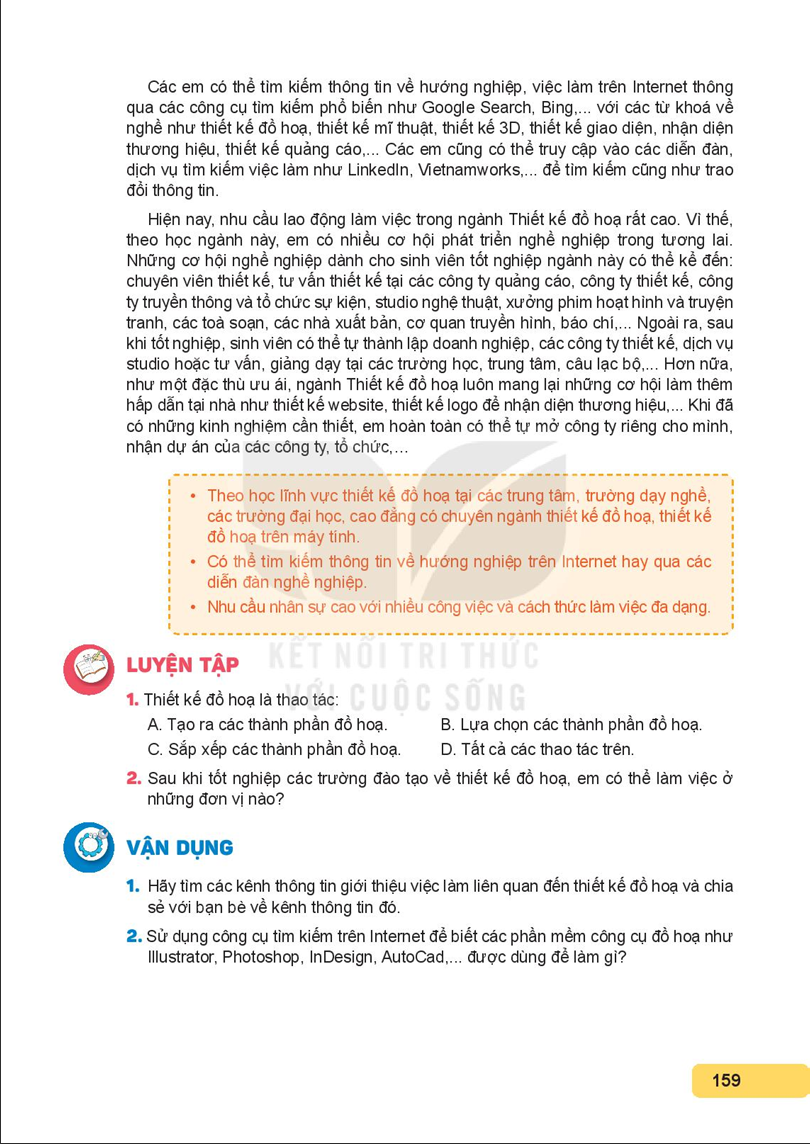 Các em có thể tìm kiếm thông tin về hướng nghiệp, việc làm trên Internet thông
qua các công cụ tìm kiếm phổ biến như Google Search, Bing,... với các từ khoá về
nghề như thiết kế đồ hoạ, thiết kế mĩ thuật, thiết kế 3D, thiết kế giao diện, nhận diện
thương hiệu, thiết kế quảng cáo,... Các em cũng có thể truy cập vào các diễn đàn,
dịch vụ tìm kiếm việc làm như LinkedIn, Vietnamworks,... để tìm kiếm cũng như trao
đổi thông tin.
Hiện nay, nhu cầu lao động làm việc trong ngành Thiết kế đồ hoạ rất cao. Vì thế,
theo học ngành này, em có nhiều cơ hội phát triển nghề nghiệp trong tương lai.
Những cơ hội nghề nghiệp dành cho sinh viên tốt nghiệp ngành này có thể kể đến:
chuyên viên thiết kế, tư vấn thiết kế tại các công ty quảng cáo, công ty thiết kế, công
ty truyền thông và tổ chức sự kiện, studio nghệ thuật, xưởng phim hoạt hình và truyện
tranh, các toà soạn, các nhà xuất bản, cơ quan truyền hình, báo chí,... Ngoài ra, sau
khi tốt nghiệp, sinh viên có thể tự thành lập doanh nghiệp, các công ty thiết kế, dịch vụ
studio hoặc tư vấn, giảng dạy tại các trường học, trung tâm, câu lạc bộ,... Hơn nữa,
như một đặc thù ưu ái, ngành Thiết kế đồ hoạ luôn mang lại những cơ hội làm thêm
hấp dẫn tại nhà như thiết kế website, thiết kế logo để nhận diện thương hiệu,... Khi đã
có những kinh nghiệm cần thiết, em hoàn toàn có thể tự mở công ty riêng cho mình,
nhận dự án của các công ty, tổ chức,...
• Theo học lĩnh vực thiết kế đồ hoạ tại các trung tâm, trường dạy nghề,
các trường đại học, cao đẳng có chuyên ngành thiết kế đồ hoạ, thiết kế
đồ hoạ trên máy tính.
• Có thể tìm kiếm thông tin về hướng nghiệp trên Internet hay qua các
diễn đàn nghề nghiệp.
• Nhu cầu nhân sự cao với nhiều công việc và cách thức làm việc đa dạng.
KẾT NỐI TRI THỨC
VỚI CUỘC SỐNG
LUYỆN TẬP
1. Thiết kế đồ hoạ là thao tác:
A. Tạo ra các thành phần đồ hoạ. B. Lựa chọn các thành phần đồ hoạ.
C. Sắp xếp các thành phần đồ hoạ. D. Tất cả các thao tác trên.
2. Sau khi tốt nghiệp các trường đào tạo về thiết kế đồ hoạ, em có thể làm việc ở
những đơn vị nào?
VẬN DỤNG
1. Hãy tìm các kênh thông tin giới thiệu việc làm liên quan đến thiết kế đồ hoạ và chia
sẻ với bạn bè về kênh thông tin đó.
2. Sử dụng công cụ tìm kiếm trên Internet để biết các phần mềm công cụ đồ hoạ như
Illustrator, Photoshop, InDesign, AutoCad,... được dùng để làm gì?
159